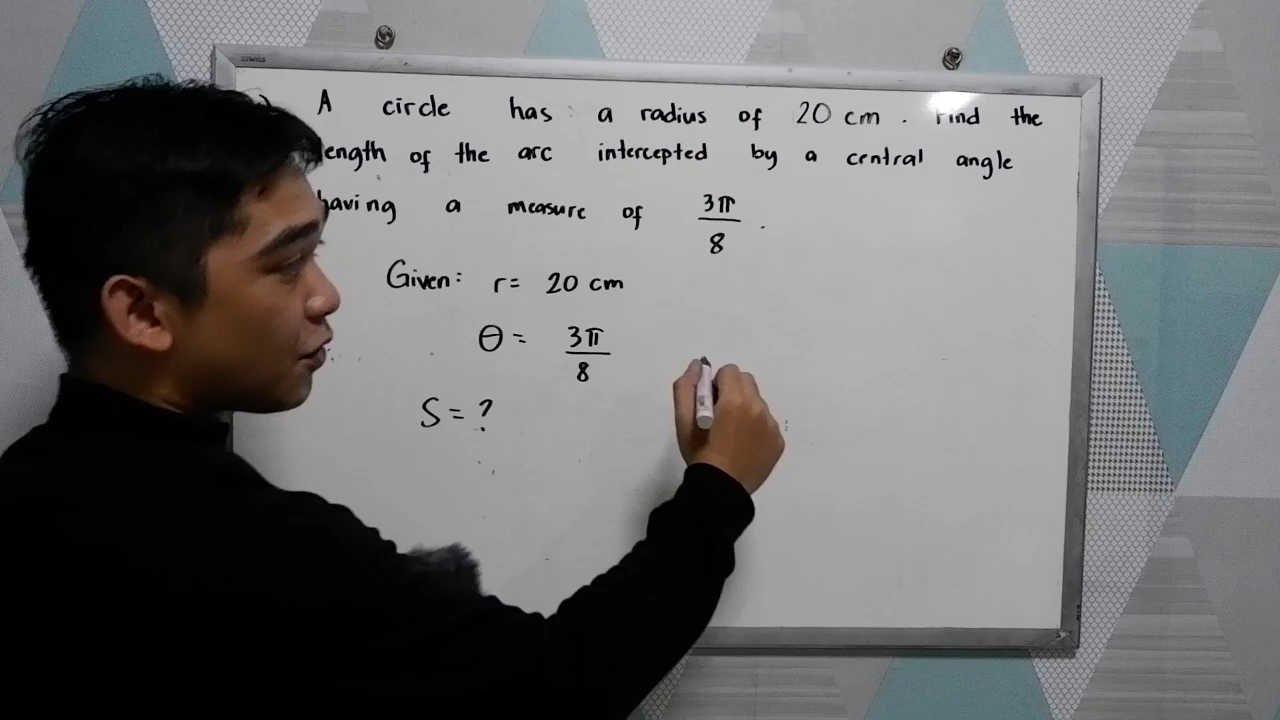 A circle has a radius of 20 cm. Find the
length of the arc intercepted by a central angle
having a measure of 3π/8.
Given: r = 20 cm
θ = 3π/8
S = ?